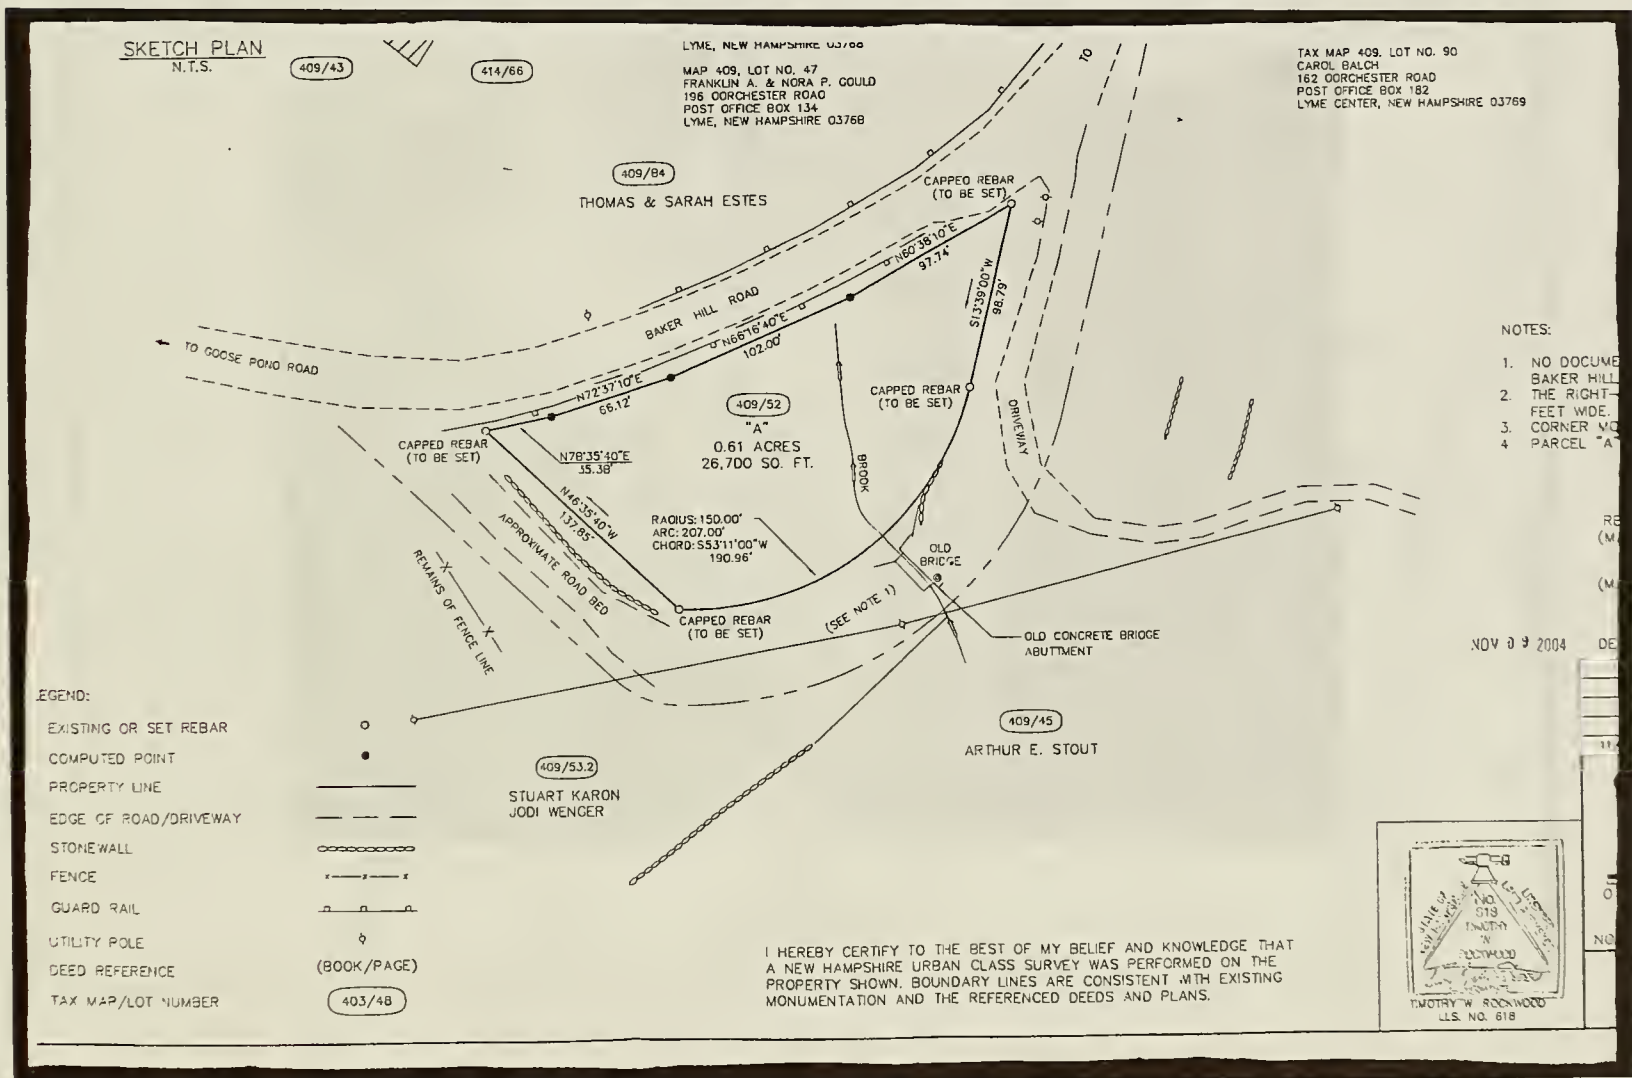 SKETCH PLAN
N.T.S.
409/43
414/66
LYME, NEW HAMPSHIRE 03768
MAP 409, LOT NO. 47
FRANKLIN A. & NORA P. GOULD
196 DORCHESTER ROAD
POST OFFICE BOX 134
LYME, NEW HAMPSHIRE 03768
TO
TAX MAP 409, LOT NO. 90
CAROL BALCH
162 DORCHESTER ROAD
POST OFFICE BOX 182
LYME CENTER, NEW HAMPSHIRE 03769
409/84
THOMAS & SARAH ESTES
CAPPED REBAR
(TO BE SET)
N60°38'10"E
97.74'
S13°39'00"W
98.79'
BAKER HILL ROAD
N66°16'40"E
102.00'
TO GOOSE POND ROAD
N72°37'10"E
66.12'
CAPPED REBAR
(TO BE SET)
409/52
"A"
0.61 ACRES
26,700 SQ. FT.
DRIVEWAY
BROOK
NOTES:
1. NO DOCUME
BAKER HILL
2. THE RIGHT-
FEET WIDE.
3. CORNER MO
4 PARCEL "A"
CAPPED REBAR
(TO BE SET)
N78°35'40"E
35.38'
N46°35'40"W
137.85'
APPROXIMATE ROAD BED
REMAINS OF FENCE LINE
RADIUS: 150.00'
ARC: 207.00'
CHORD: S53°11'00"W
190.96'
OLD
BRIDGE
(SEE NOTE 1)
CAPPED REBAR
(TO BE SET)
OLD CONCRETE BRIDGE
ABUTTMENT
RE
(M
(M
NOV 09 2004
DE
409/45
ARTHUR E. STOUT
409/53.2
STUART KARON
JODI WENGER
EGEND:
EXISTING OR SET REBAR
COMPUTED POINT
PROPERTY LINE
EDGE OF ROAD/DRIVEWAY
STONEWALL
FENCE
GUARD RAIL
UTILITY POLE
DEED REFERENCE (BOOK/PAGE)
TAX MAP/LOT NUMBER 403/48
I HEREBY CERTIFY TO THE BEST OF MY BELIEF AND KNOWLEDGE THAT
A NEW HAMPSHIRE URBAN CLASS SURVEY WAS PERFORMED ON THE
PROPERTY SHOWN. BOUNDARY LINES ARE CONSISTENT WITH EXISTING
MONUMENTATION AND THE REFERENCED DEEDS AND PLANS.
STATE OF
No.
618
TIMOTHY
W
ROCKWOOD
TIMOTHY W ROCKWOOD
LLS. NO. 618
NO